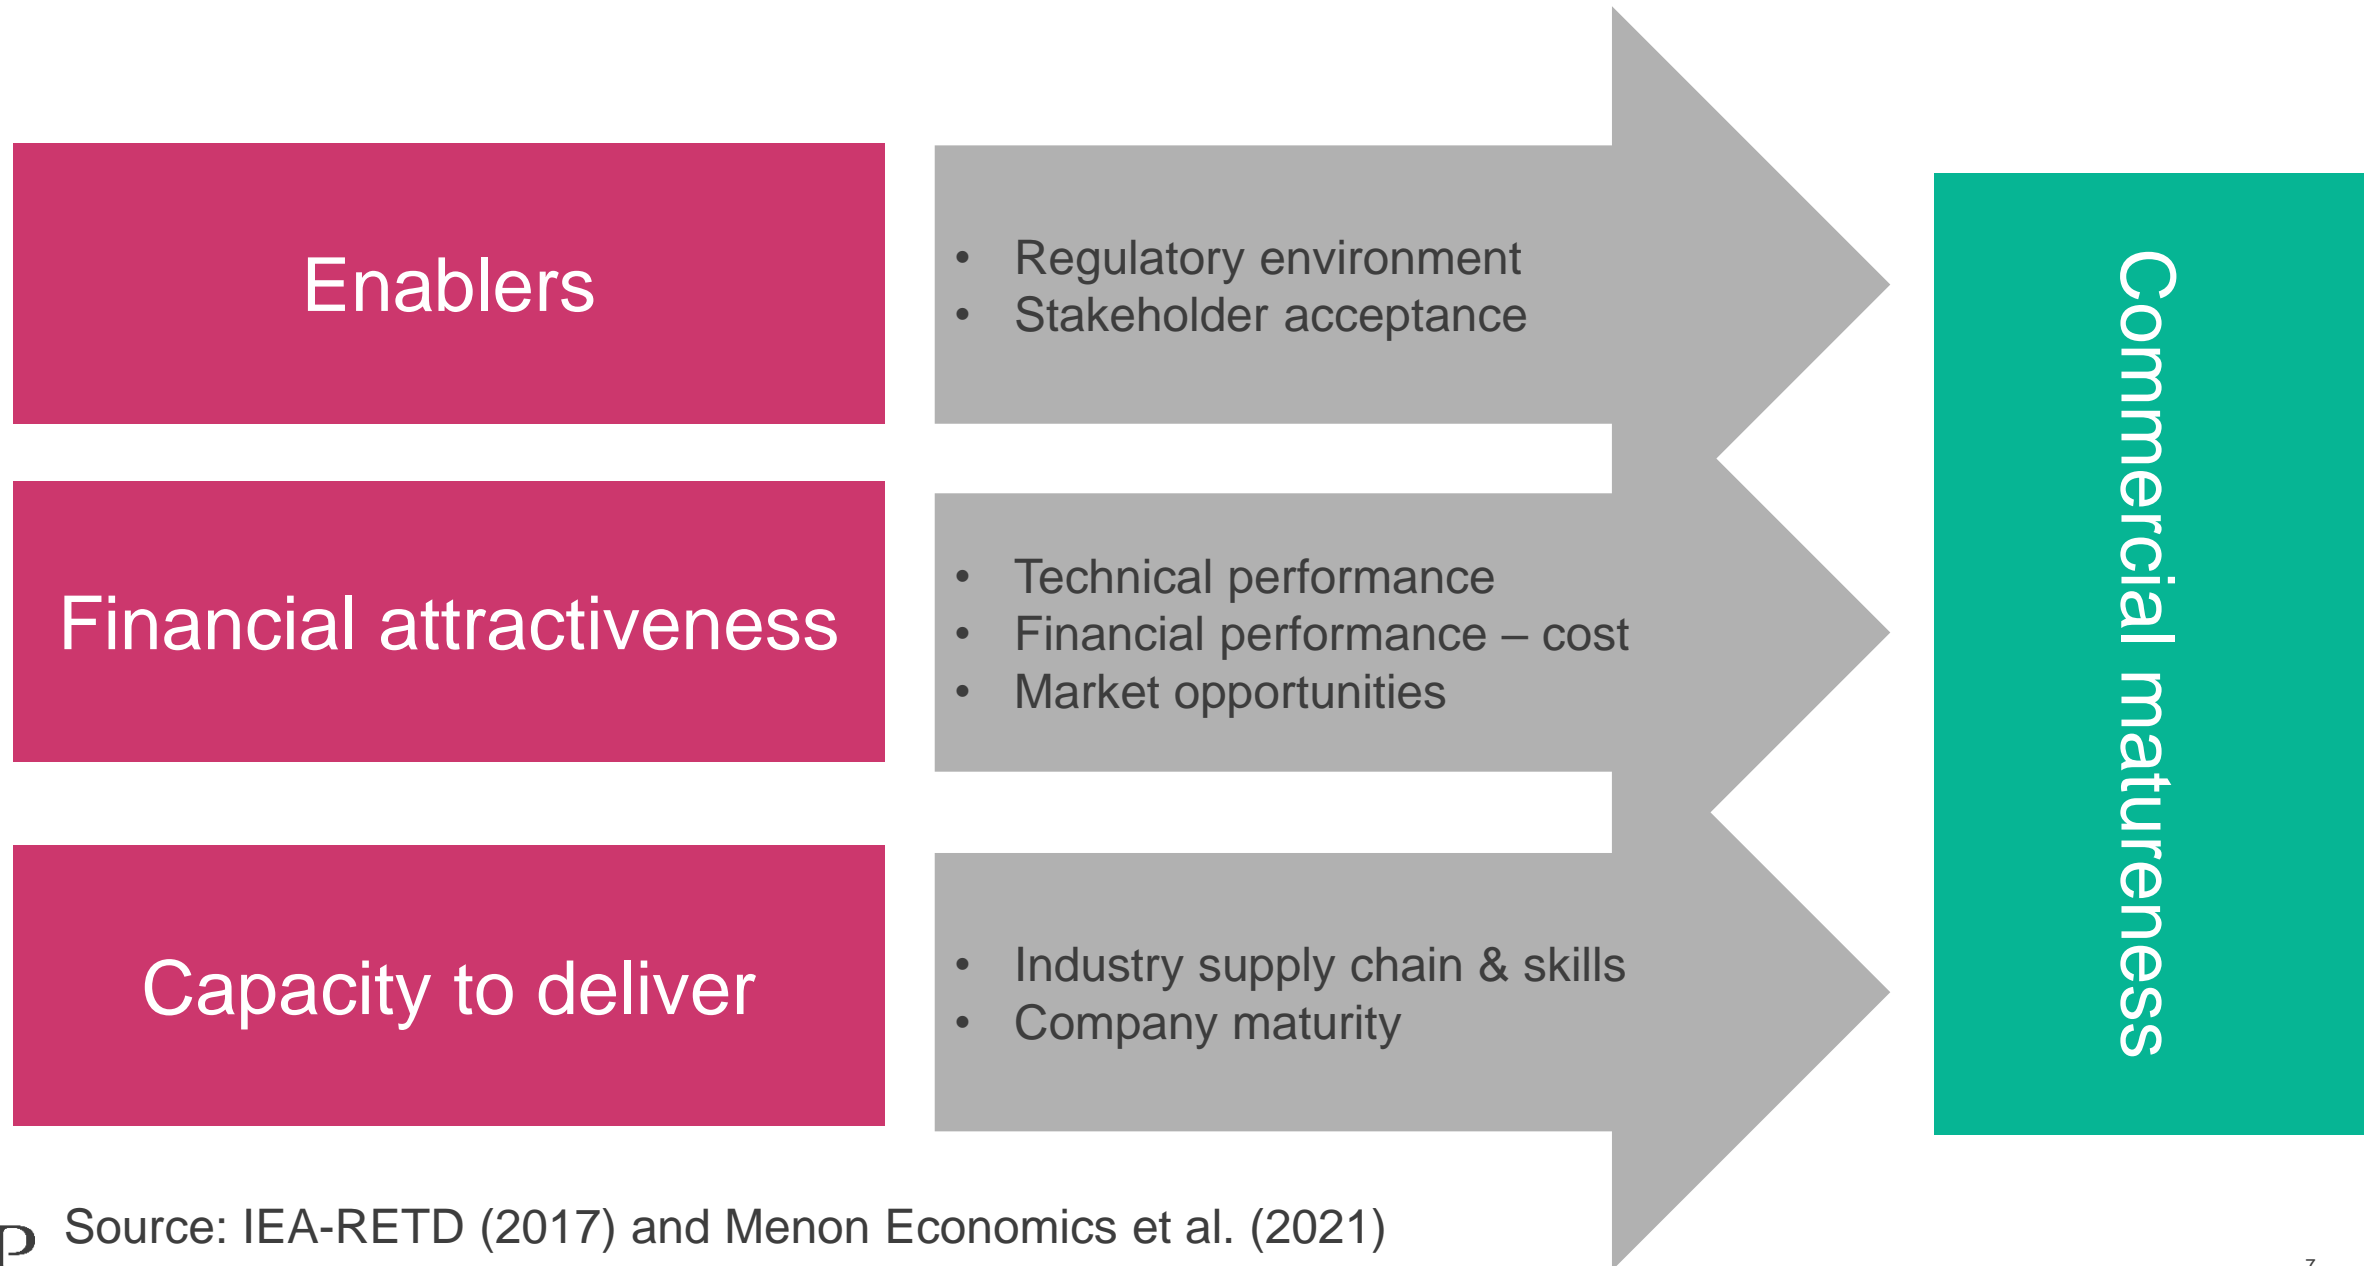 Enablers
• Regulatory environment
• Stakeholder acceptance
Financial attractiveness
• Technical performance
• Financial performance – cost
• Market opportunities
Capacity to deliver
• Industry supply chain & skills
• Company maturity
Commercial matureness
Source: IEA-RETD (2017) and Menon Economics et al. (2021)
7